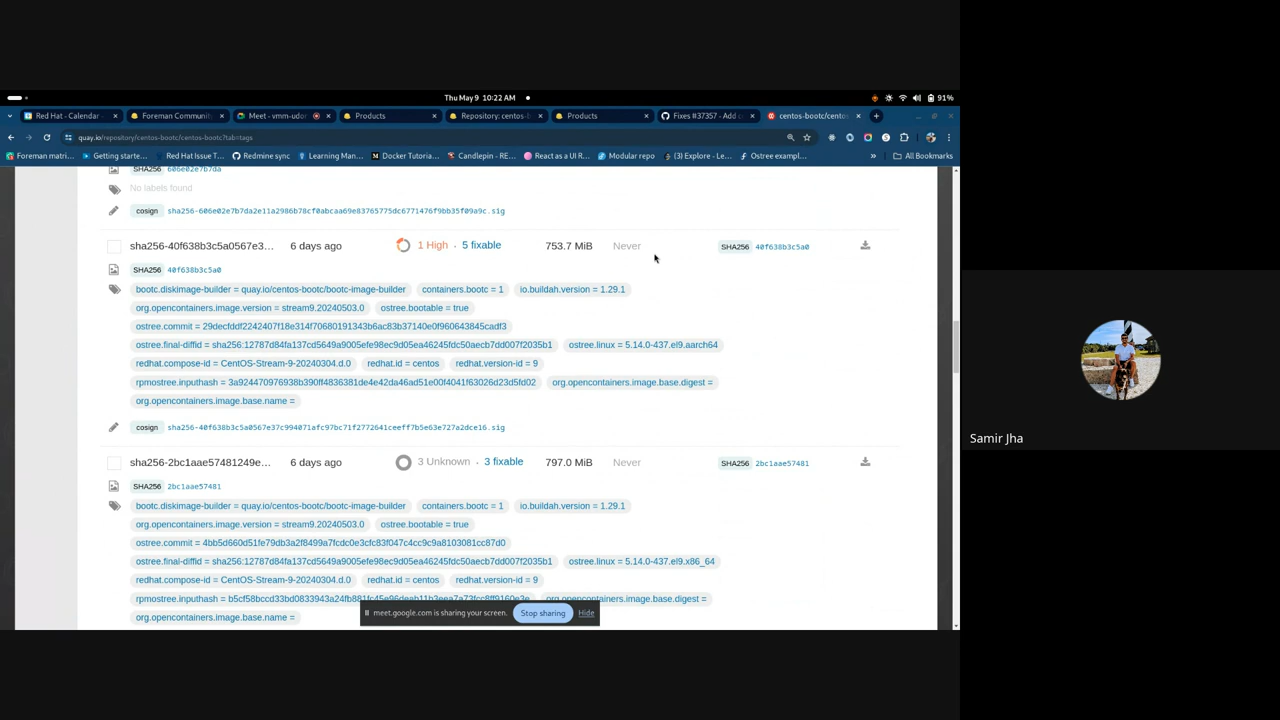 Thu May 9 10:22 AM
91%
Red Hat - Calendar -
Foreman Community
Meet - vmm-udor
Products
Repository: centos-b
Products
Fixes #37357 - Add c
centos-bootc/centos
quay.io/repository/centos-bootc/centos-bootc?tab=tags
Foreman matri...
Getting starte...
Red Hat Issue T...
Redmine sync
Learning Man...
Docker Tutoria...
Candlepin - RE...
React as a UI R...
Modular repo
(3) Explore - Le...
Ostree exampl...
»
All Bookmarks
SHA256 606e02e7b7da
No labels found
cosign sha256-606e02e7b7da2e11a2986b78cf0abcaa69e83765775dc6771476f9bb35f09a9c.sig
sha256-40f638b3c5a0567e3... 6 days ago 1 High · 5 fixable 753.7 MiB Never SHA256 40f638b3c5a0
SHA256 40f638b3c5a0
bootc.diskimage-builder = quay.io/centos-bootc/bootc-image-builder containers.bootc = 1 io.buildah.version = 1.29.1
org.opencontainers.image.version = stream9.20240503.0 ostree.bootable = true
ostree.commit = 29decfddf2242407f18e314f70680191343b6ac83b37140e0f960643845cadf3
ostree.final-diffid = sha256:12787d84fa137cd5649a9005efe98ec9d05ea46245fdc50aecb7dd007f2035b1 ostree.linux = 5.14.0-437.el9.aarch64
redhat.compose-id = CentOS-Stream-9-20240304.d.0 redhat.id = centos redhat.version-id = 9
rpmostree.inputhash = 3a924470976938b390ff4836381de4e42da46ad51e00f4041f63026d23d5fd02 org.opencontainers.image.base.digest =
org.opencontainers.image.base.name =
cosign sha256-40f638b3c5a0567e37c994071afc97bc71f2772641ceeff7b5e63e727a2dce16.sig
sha256-2bc1aae57481249e... 6 days ago 3 Unknown · 3 fixable 797.0 MiB Never SHA256 2bc1aae57481
SHA256 2bc1aae57481
bootc.diskimage-builder = quay.io/centos-bootc/bootc-image-builder containers.bootc = 1 io.buildah.version = 1.29.1
org.opencontainers.image.version = stream9.20240503.0 ostree.bootable = true
ostree.commit = 4bb5d660d51fe79db3a2f8499a7fcdc0e3cfc83f047c4cc9c9a8103081cc87d0
ostree.final-diffid = sha256:12787d84fa137cd5649a9005efe98ec9d05ea46245fdc50aecb7dd007f2035b1 ostree.linux = 5.14.0-437.el9.x86_64
redhat.compose-id = CentOS-Stream-9-20240304.d.0 redhat.id = centos redhat.version-id = 9
rpmostree.inputhash = org.opencontainers.image.base.digest =
meet.google.com is sharing your screen. Stop sharing Hide
org.opencontainers.image.base.name =
Samir Jha